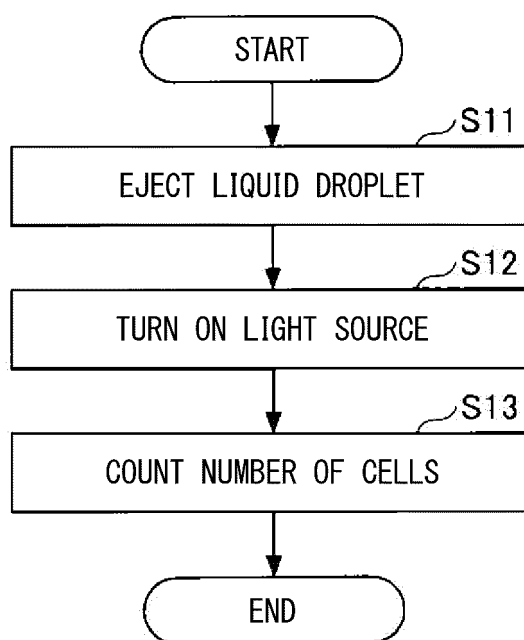 START
S11
EJECT LIQUID DROPLET
S12
TURN ON LIGHT SOURCE
S13
COUNT NUMBER OF CELLS
END